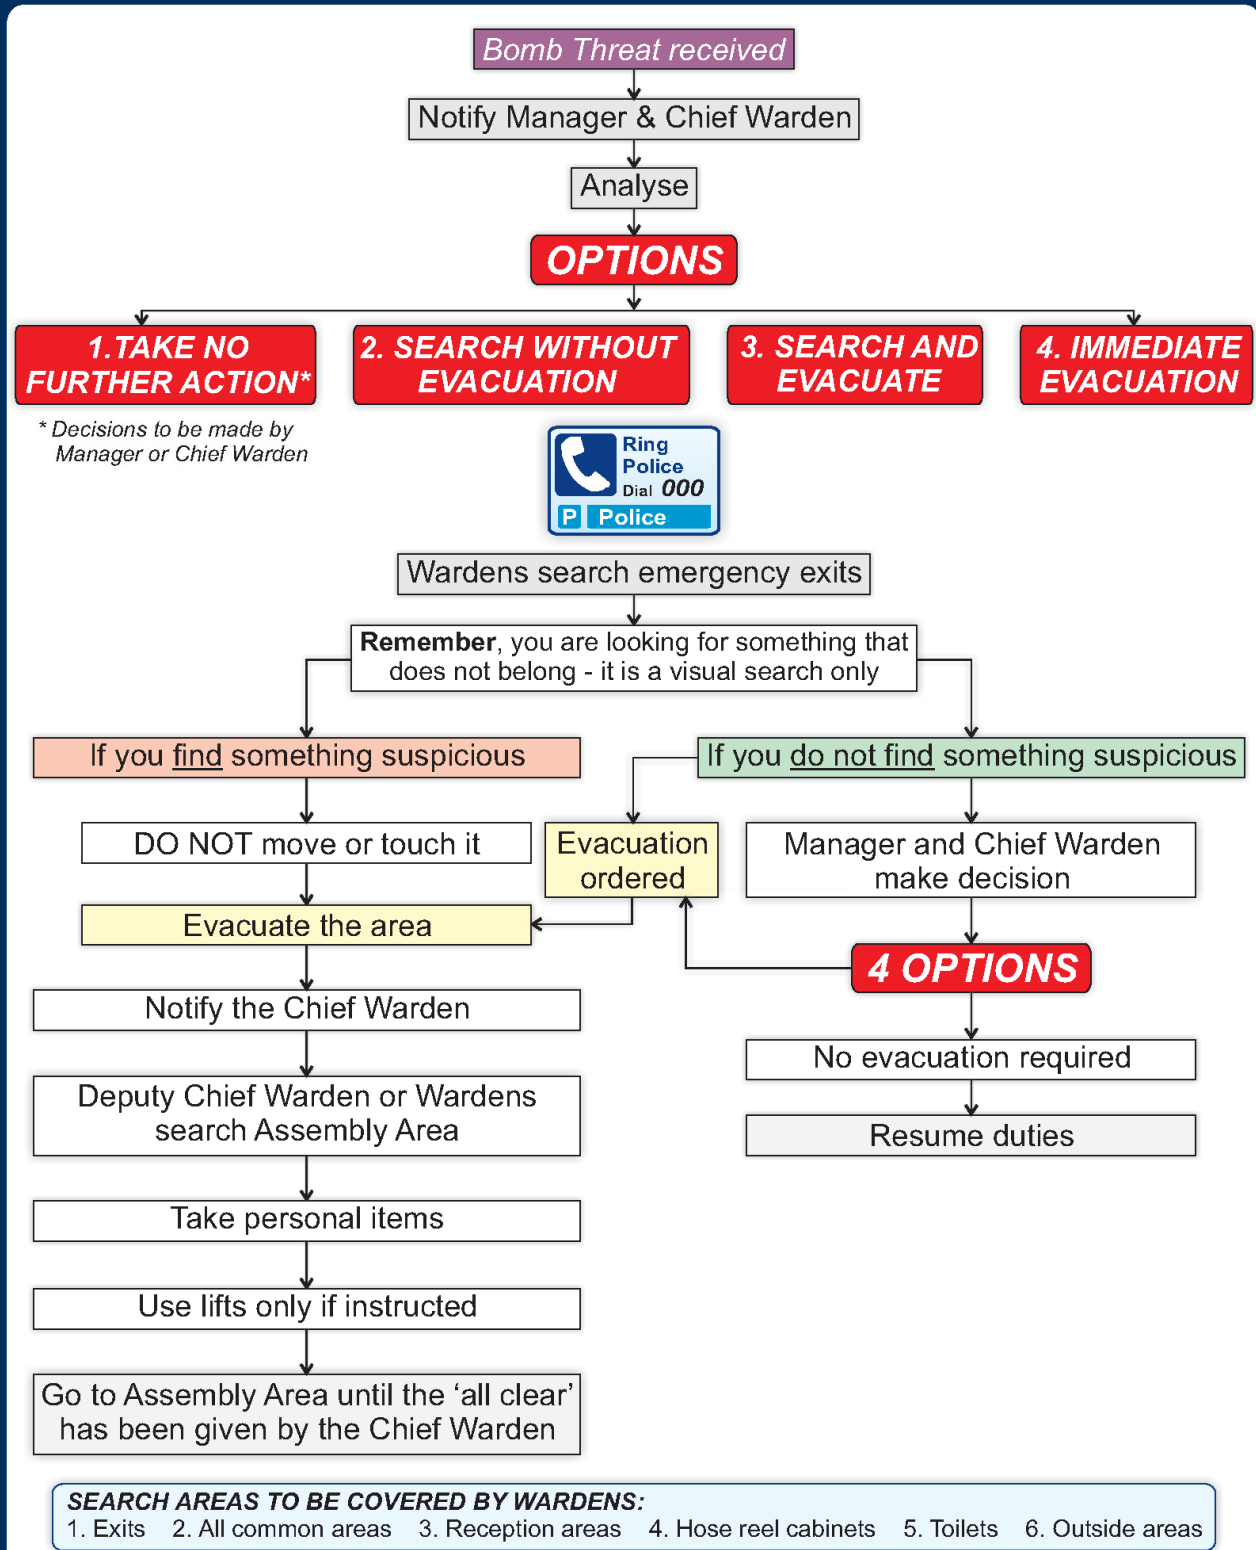 Bomb Threat received
Notify Manager & Chief Warden
Analyse
OPTIONS
1.TAKE NO
FURTHER ACTION*
2. SEARCH WITHOUT
EVACUATION
3. SEARCH AND
EVACUATE
4. IMMEDIATE
EVACUATION
* Decisions to be made by
Manager or Chief Warden
Ring
Police
Dial 000
P Police
Wardens search emergency exits
Remember, you are looking for something that
does not belong - it is a visual search only
If you find something suspicious
If you do not find something suspicious
DO NOT move or touch it
Evacuation
ordered
Manager and Chief Warden
make decision
Evacuate the area
4 OPTIONS
Notify the Chief Warden
No evacuation required
Deputy Chief Warden or Wardens
search Assembly Area
Resume duties
Take personal items
Use lifts only if instructed
Go to Assembly Area until the ‘all clear’
has been given by the Chief Warden
SEARCH AREAS TO BE COVERED BY WARDENS:
1. Exits 2. All common areas 3. Reception areas 4. Hose reel cabinets 5. Toilets 6. Outside areas